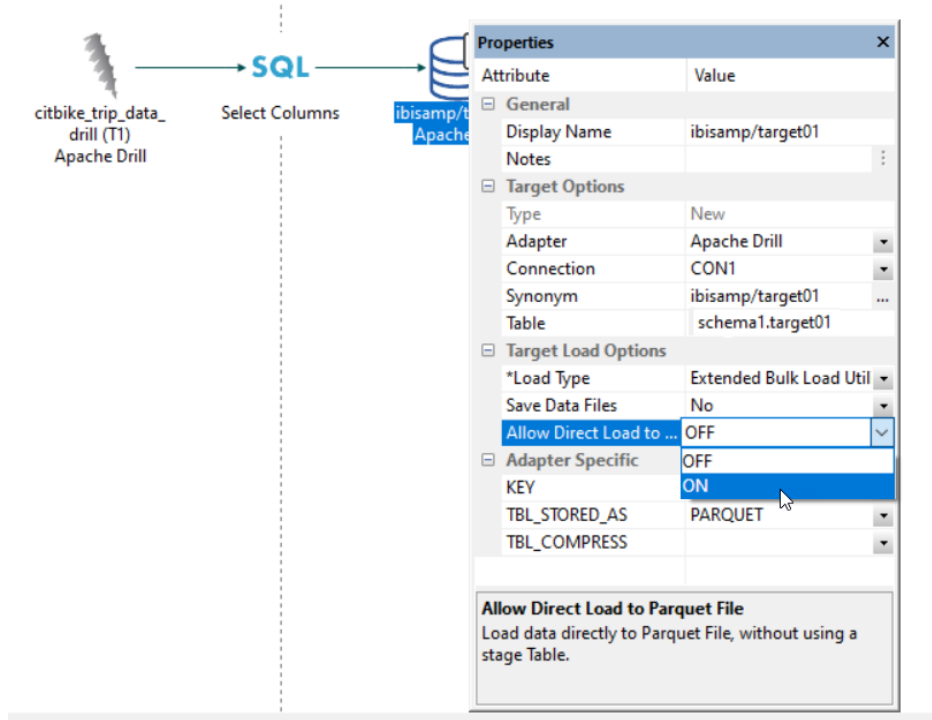 SQL
citbike_trip_data_
drill (T1)
Apache Drill
Select Columns
ibisamp/t
Apache
Properties
Attribute Value
General
Display Name ibisamp/target01
Notes
Target Options
Type New
Adapter Apache Drill
Connection CON1
Synonym ibisamp/target01 ...
Table schema1.target01
Target Load Options
*Load Type Extended Bulk Load Util
Save Data Files No
Allow Direct Load to ... OFF
OFF
Adapter Specific
ON
KEY
TBL_STORED_AS PARQUET
TBL_COMPRESS
Allow Direct Load to Parquet File
Load data directly to Parquet File, without using a
stage Table.